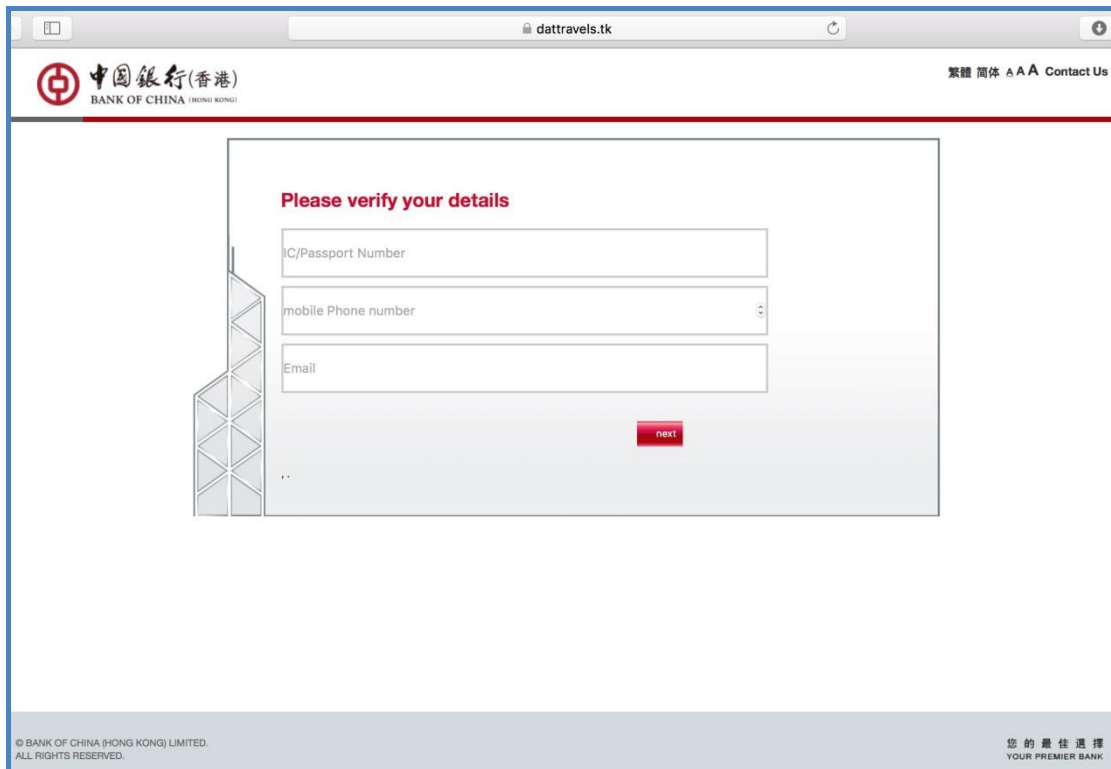 dattravels.tk
中國銀行(香港)
BANK OF CHINA (HONG KONG)
繁體 简体 A A A Contact Us
Please verify your details
IC/Passport Number
mobile Phone number
Email
next
, .
© BANK OF CHINA (HONG KONG) LIMITED.
ALL RIGHTS RESERVED.
您的最佳選擇
YOUR PREMIER BANK